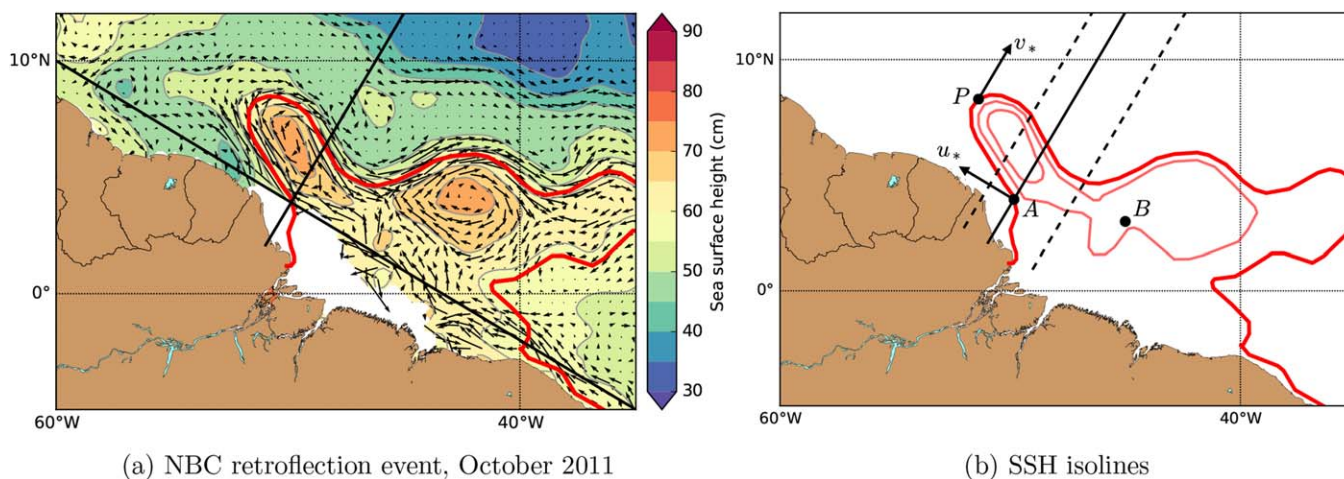 10°N
0°
60°W
40°W
90
80
70
60
50
40
30
Sea surface height (cm)
(a) NBC retroflection event, October 2011
10°N
0°
60°W
40°W
v*
P
u*
A
B
(b) SSH isolines